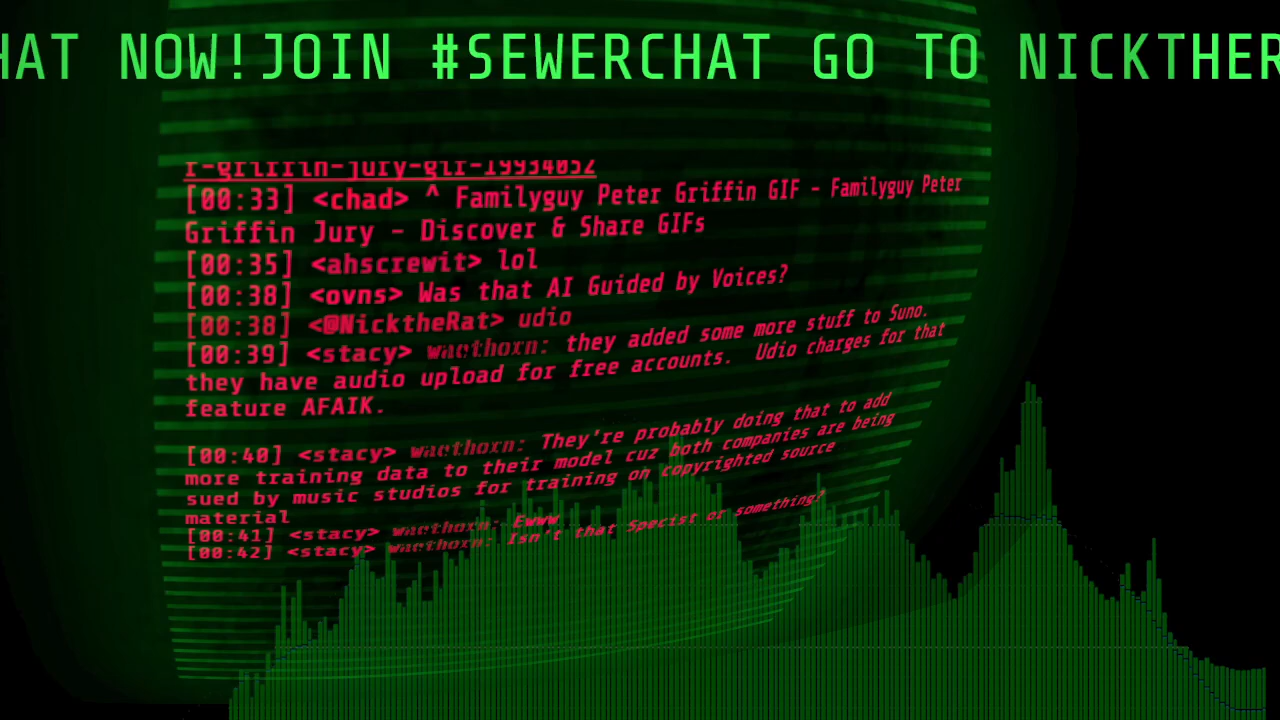 HAT NOW!JOIN #SEWERCHAT GO TO NICKTHER
r-griffin-jury-gif-19934052
[00:33] <chad> ^ Familyguy Peter Griffin GIF - Familyguy Peter
Griffin Jury - Discover & Share GIFs
[00:35] <ahscrewit> lol
[00:38] <ovns> Was that AI Guided by Voices?
[00:38] <@NicktheRat> udio
[00:39] <stacy> they added some more stuff to Suno.
they have audio upload for free accounts. Udio charges for that
feature AFAIK.
[00:40] <stacy> They're probably doing that to add
more training data to their model cuz both companies are being
sued by music studios for training on copyrighted source
material
[00:41] <stacy> Ewww
[00:42] <stacy> Isn't that Specist or something?